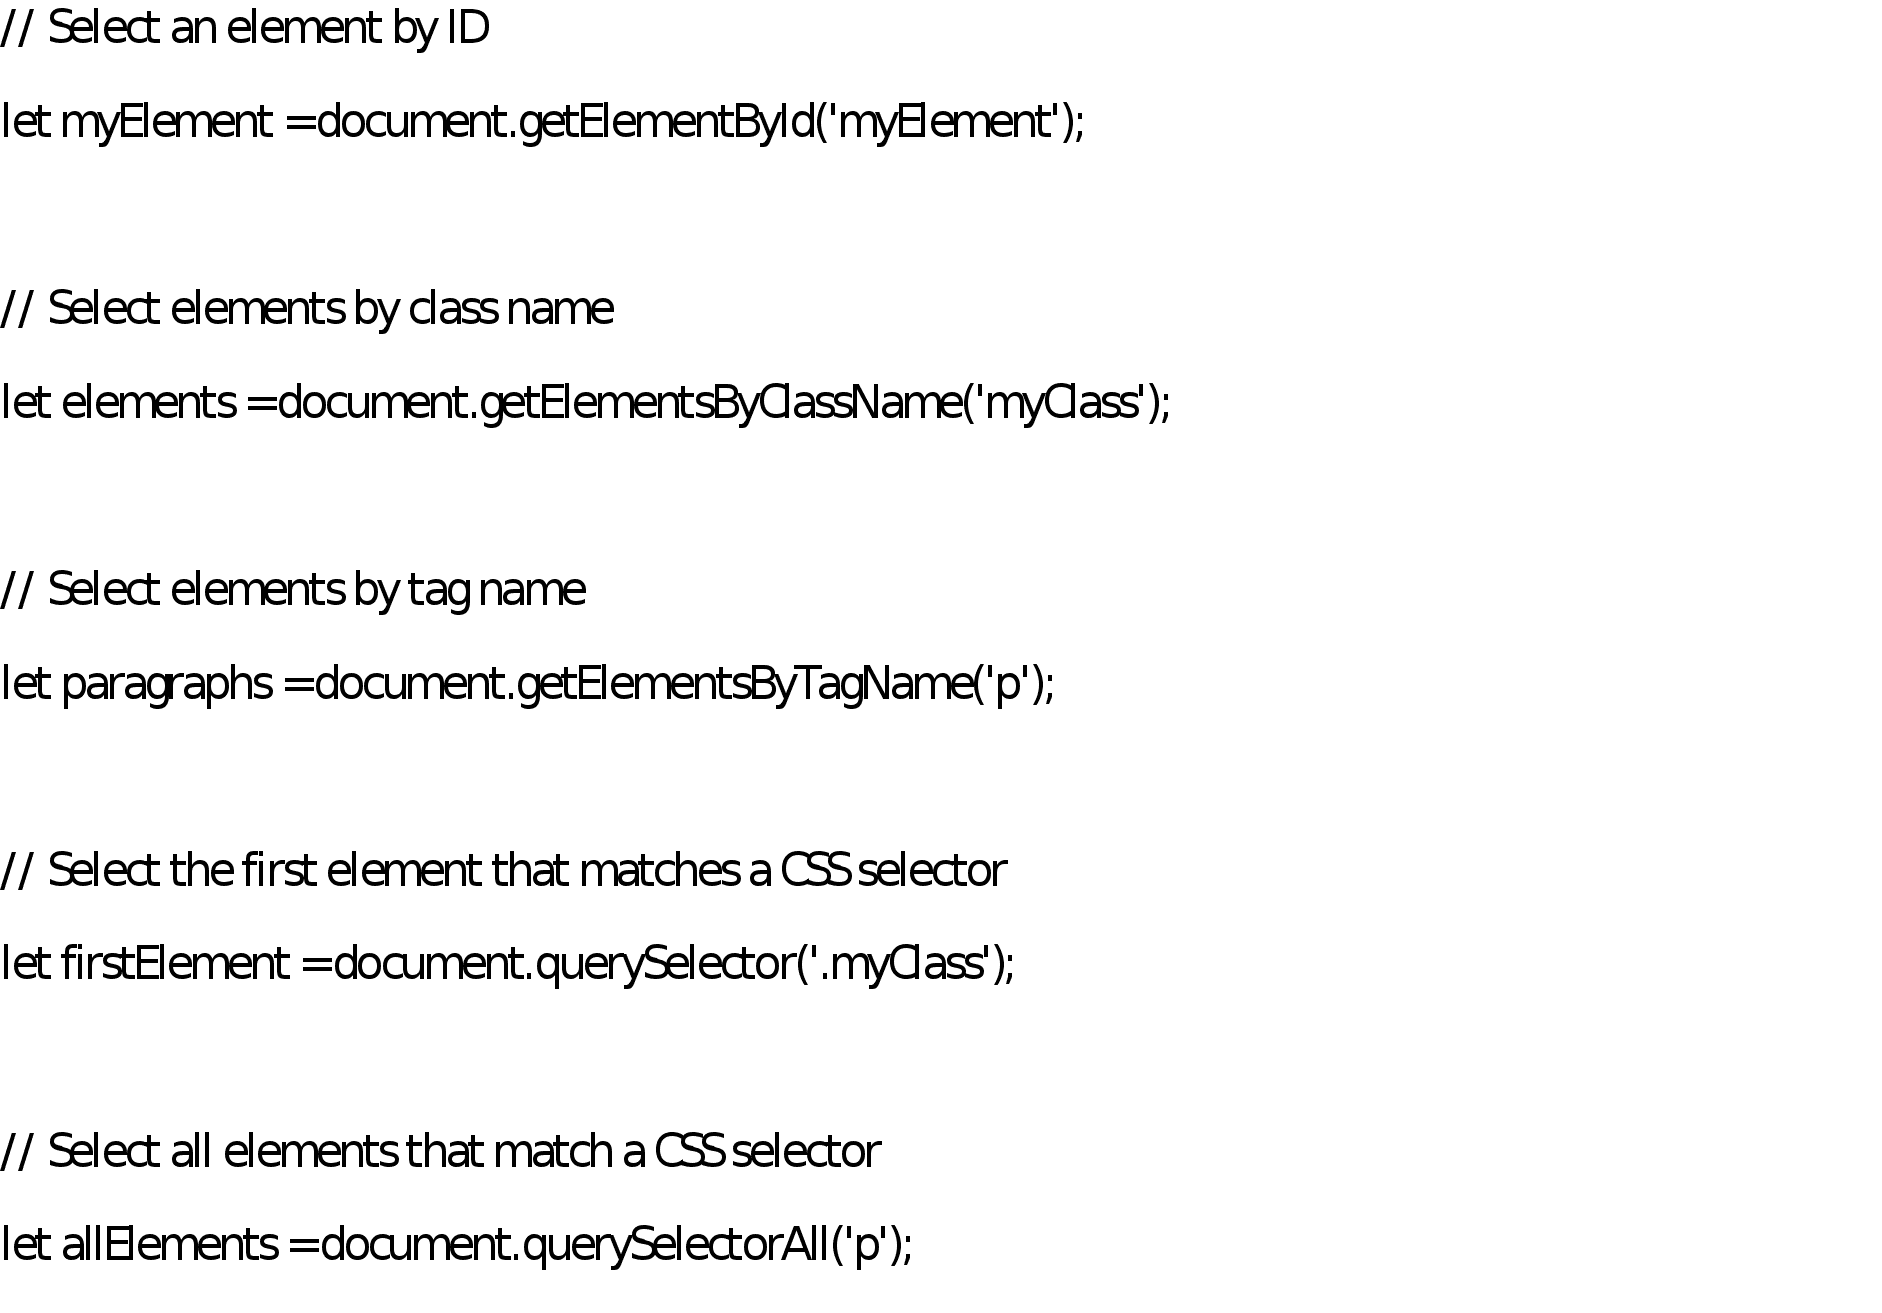 // Select an element by ID
let myElement = document.getElementById('myElement');
// Select elements by class name
let elements = document.getElementsByClassName('myClass');
// Select elements by tag name
let paragraphs = document.getElementsByTagName('p');
// Select the first element that matches a CSS selector
let firstElement = document.querySelector('.myClass');
// Select all elements that match a CSS selector
let allElements = document.querySelectorAll('p');